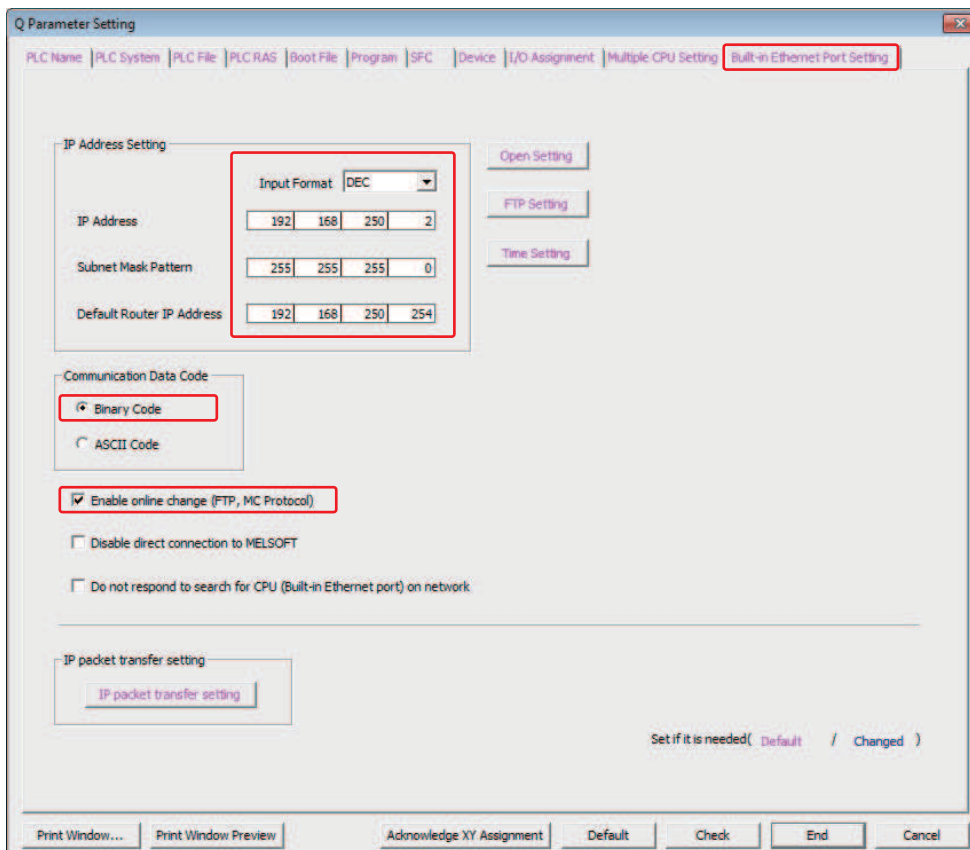 Q Parameter Setting
PLC Name PLC System PLC File PLC RAS Boot File Program SFC Device I/O Assignment Multiple CPU Setting Built-in Ethernet Port Setting
IP Address Setting
Input Format DEC
IP Address 192 168 250 2
Subnet Mask Pattern 255 255 255 0
Default Router IP Address 192 168 250 254
Open Setting
FTP Setting
Time Setting
Communication Data Code
Binary Code
ASCII Code
Enable online change (FTP, MC Protocol)
Disable direct connection to MELSOFT
Do not respond to search for CPU (Built-in Ethernet port) on network
IP packet transfer setting
IP packet transfer setting
Set if it is needed( Default / Changed )
Print Window... Print Window Preview Acknowledge XY Assignment Default Check End Cancel